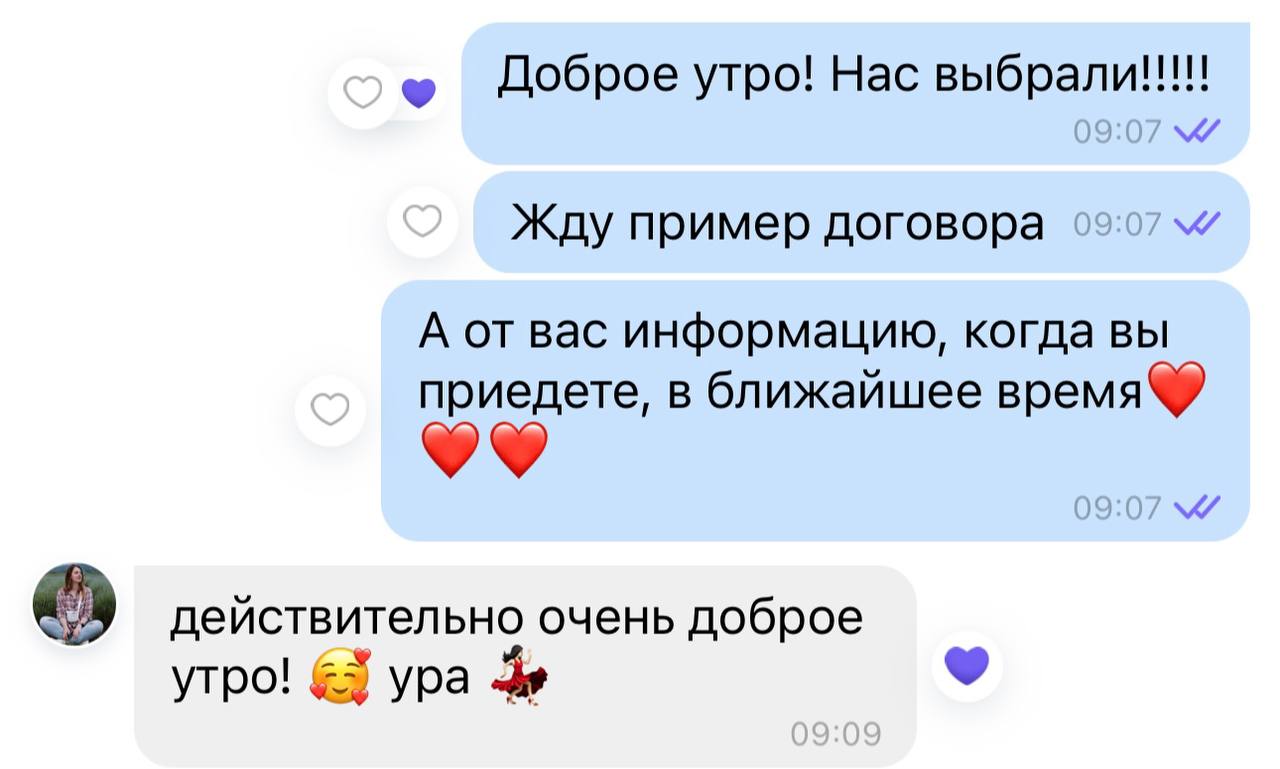 Доброе утро! Нас выбрали!!!!!
09:07
Жду пример договора 09:07
А от вас информацию, когда вы
приедете, в ближайшее время❤️
❤️❤️
09:07
действительно очень доброе
утро! 🥰 ура 💃🏻
09:09